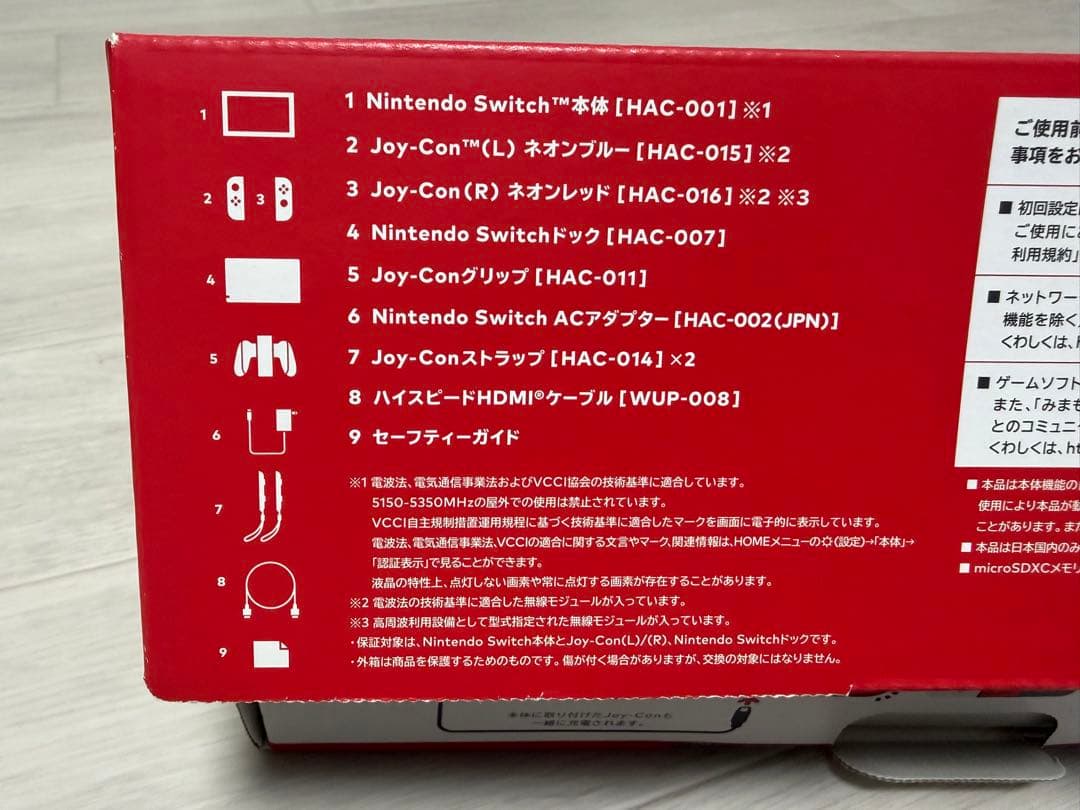 1 Nintendo Switch™本体[HAC-001]※1
2 Joy-Con™(L) ネオンブルー[HAC-015]※2
3 Joy-Con(R) ネオンレッド[HAC-016]※2 ※3
4 Nintendo Switchドック[HAC-007]
5 Joy-Conグリップ[HAC-011]
6 Nintendo Switch ACアダプター[HAC-002(JPN)]
7 Joy-Conストラップ[HAC-014]×2
8 ハイスピードHDMI®ケーブル[WUP-008]
9 セーフティーガイド
※1 電波法、電気通信事業法およびVCCI協会の技術基準に適合しています。
5150-5350MHzの屋外での使用は禁止されています。
VCCI自主規制措置運用規程に基づく技術基準に適合したマークを画面に電子的に表示しています。
電波法、電気通信事業法、VCCIの適合に関する文言やマーク、関連情報は、HOMEメニューの(設定)→「本体」→
「認証表示」で見ることができます。
液晶の特性上、点灯しない画素や常に点灯する画素が存在することがあります。
※2 電波法の技術基準に適合した無線モジュールが入っています。
※3 高周波利用設備として型式指定された無線モジュールが入っています。
・保証対象は、Nintendo Switch本体とJoy-Con(L)/(R)、Nintendo Switchドックです。
・外箱は商品を保護するためのものです。傷が付く場合がありますが、交換の対象にはなりません。
1
2 3
4
5
6
7
8
9
ご使用前
事項をお
■ 初回設定
ご使用に
利用規約」
■ ネットワー
機能を除く
くわしくは、h
■ ゲームソフト
また、「みまも
とのコミュニ
くわしくは、ht
■ 本品は本体機能の
使用により本品が動
ことがあります。また
■ 本品は日本国内のみ
■ microSDXCメモリ
本体に取り付けたJoy-Conも
一緒に充電されます。